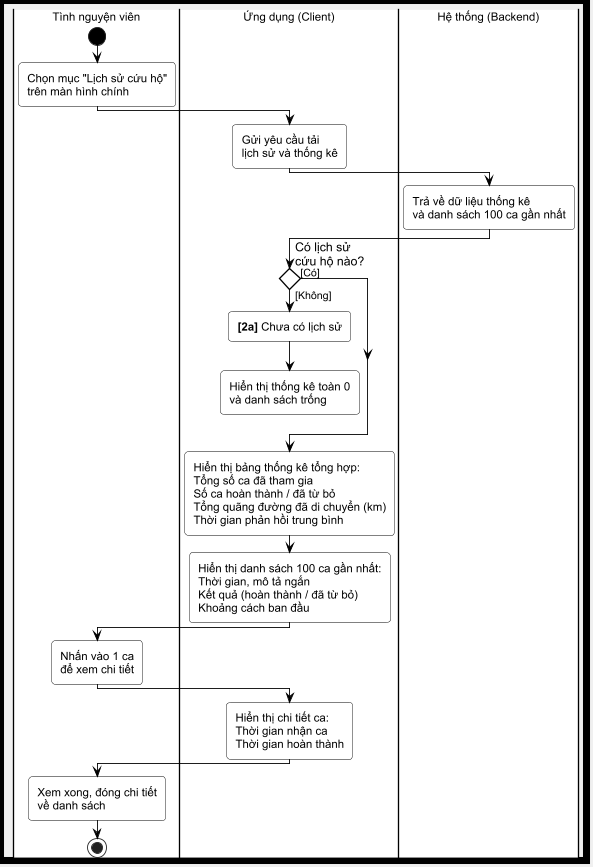 Tình nguyện viên
Ứng dụng (Client)
Hệ thống (Backend)
Chọn mục "Lịch sử cứu hộ"
trên màn hình chính
Gửi yêu cầu tải
lịch sử và thống kê
Trả về dữ liệu thống kê
và danh sách 100 ca gần nhất
Có lịch sử
cứu hộ nào?
[Có]
[Không]
[2a] Chưa có lịch sử
Hiển thị thống kê toàn 0
và danh sách trống
Hiển thị bảng thống kê tổng hợp:
Tổng số ca đã tham gia
Số ca hoàn thành / đã từ bỏ
Tổng quãng đường đã di chuyển (km)
Thời gian phản hồi trung bình
Hiển thị danh sách 100 ca gần nhất:
Thời gian, mô tả ngắn
Kết quả (hoàn thành / đã từ bỏ)
Khoảng cách ban đầu
Nhấn vào 1 ca
để xem chi tiết
Hiển thị chi tiết ca:
Thời gian nhận ca
Thời gian hoàn thành
Xem xong, đóng chi tiết
về danh sách